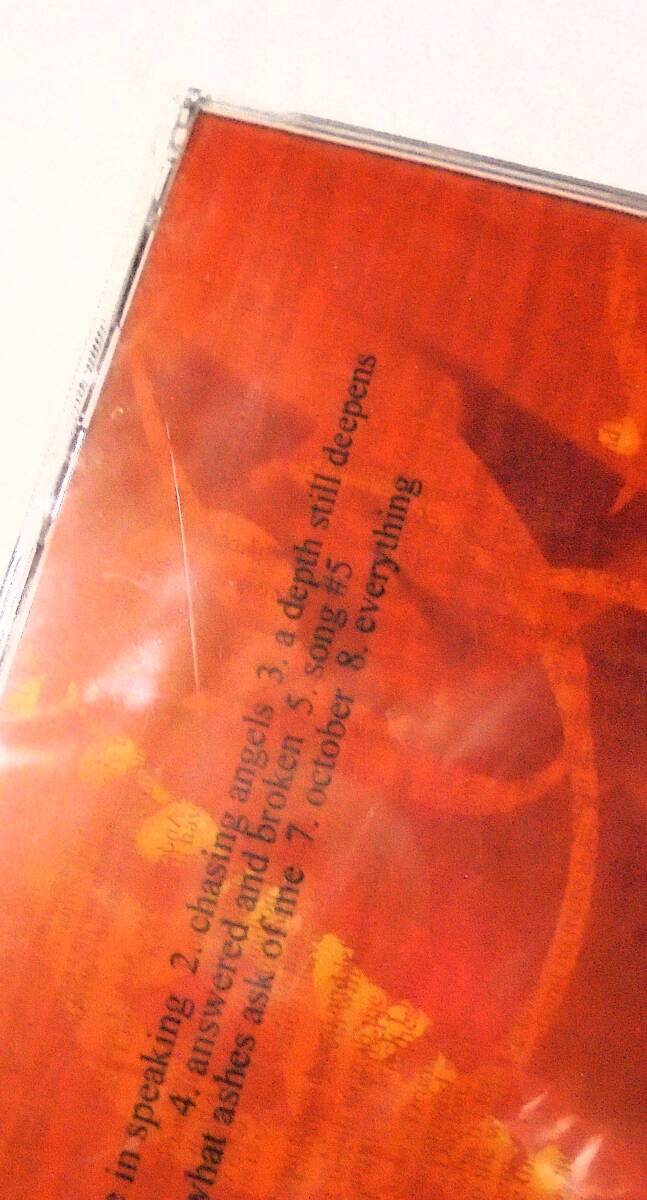 in speaking 2. chasing angels 3. a depth still deepens
4. answered and broken 5. song #5
what ashes ask of me 7. october 8. everything